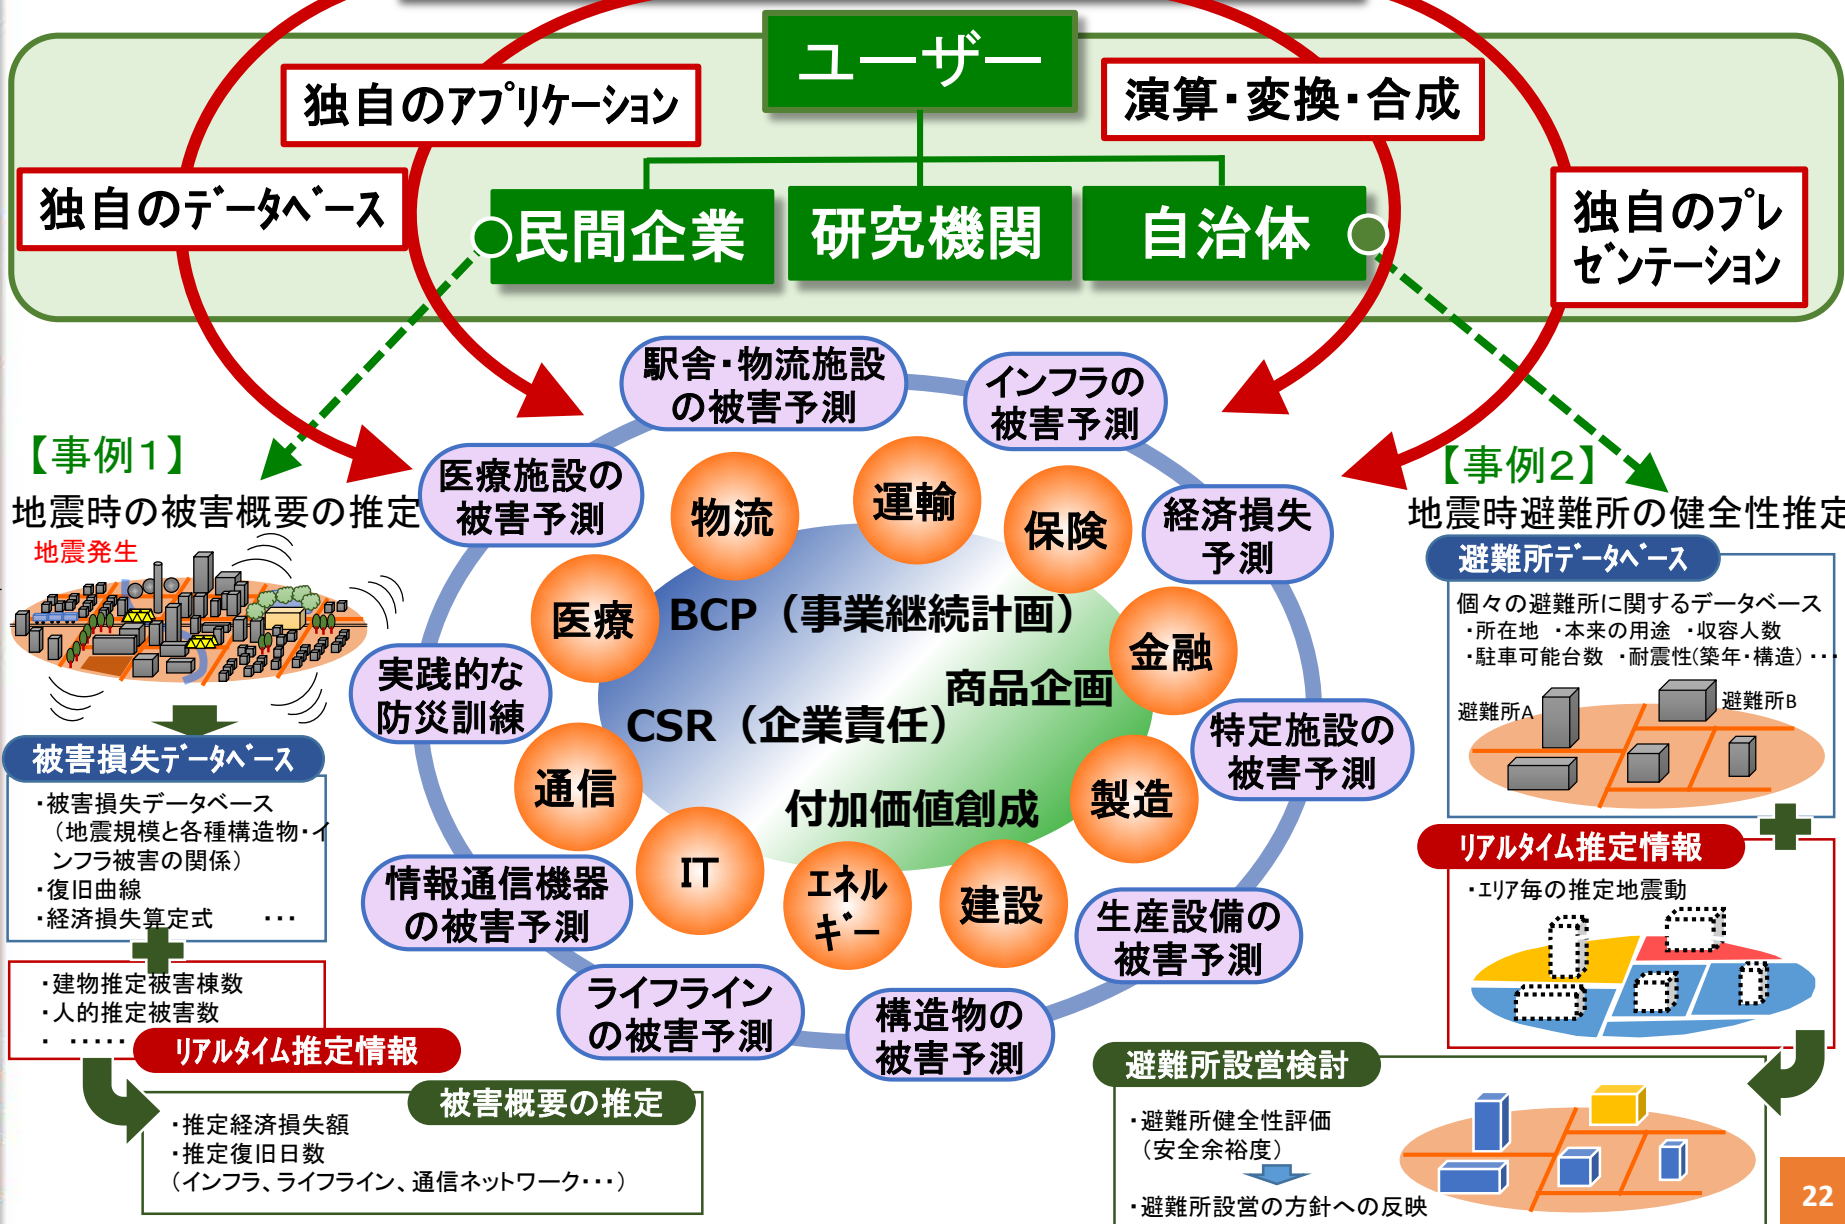 ユーザー
独自のアプリケーション
演算・変換・合成
独自のデータベース
民間企業
研究機関
自治体
独自のプレ
ゼンテーション
駅舎・物流施設
の被害予測
インフラの
被害予測
医療施設の
被害予測
経済損失
予測
実践的な
防災訓練
特定施設の
被害予測
情報通信機器
の被害予測
生産設備の
被害予測
ライフライン
の被害予測
構造物の
被害予測
物流
運輸
保険
医療
金融
通信
製造
IT
エネル
ギー
建設
BCP（事業継続計画）
商品企画
CSR（企業責任）
付加価値創成
【事例1】
地震時の被害概要の推定
地震発生
被害損失データベース
・被害損失データベース
（地震規模と各種構造物・イ
ンフラ被害の関係）
・復旧曲線
・経済損失算定式　　・・・
・建物推定被害棟数
・人的推定被害数
・ ・・・・・
リアルタイム推定情報
被害概要の推定
・推定経済損失額
・推定復旧日数
（インフラ、ライフライン、通信ネットワーク・・・）
【事例2】
地震時避難所の健全性推定
避難所データベース
個々の避難所に関するデータベース
・所在地 ・本来の用途 ・収容人数
・駐車可能台数 ・耐震性(築年・構造)・・・
避難所A
避難所B
リアルタイム推定情報
・エリア毎の推定地震動
避難所設営検討
・避難所健全性評価
（安全余裕度）
・避難所設営の方針への反映
22